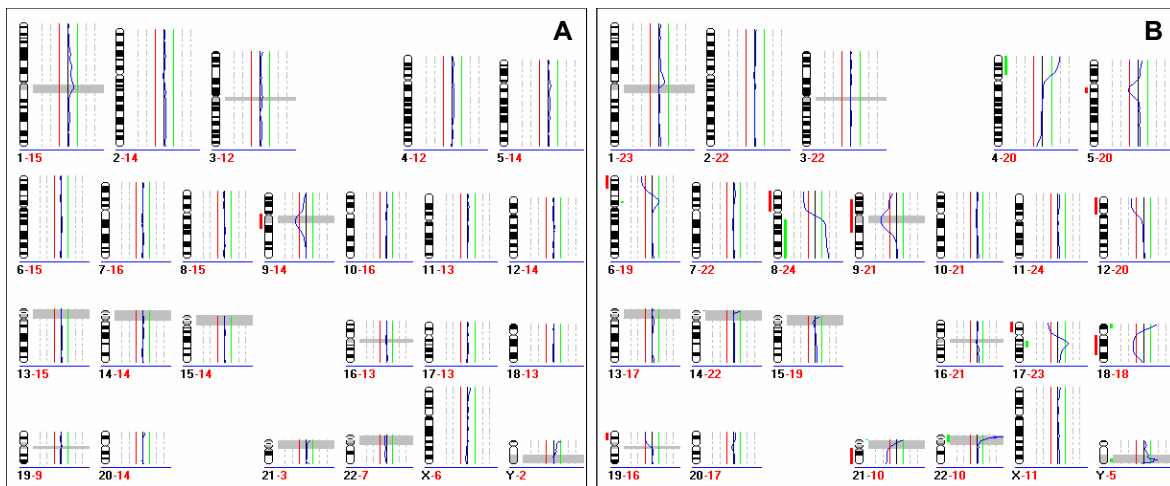 A
1-15 2-14 3-12 4-12 5-14
6-15 7-16 8-15 9-14 10-16 11-13 12-14
13-15 14-14 15-14 16-13 17-13 18-13
19-9 20-14 21-3 22-7 X-6 Y-2
B
1-23 2-22 3-22 4-20 5-20
6-19 7-22 8-24 9-21 10-21 11-24 12-20
13-17 14-22 15-19 16-21 17-23 18-18
19-16 20-17 21-10 22-10 X-11 Y-5